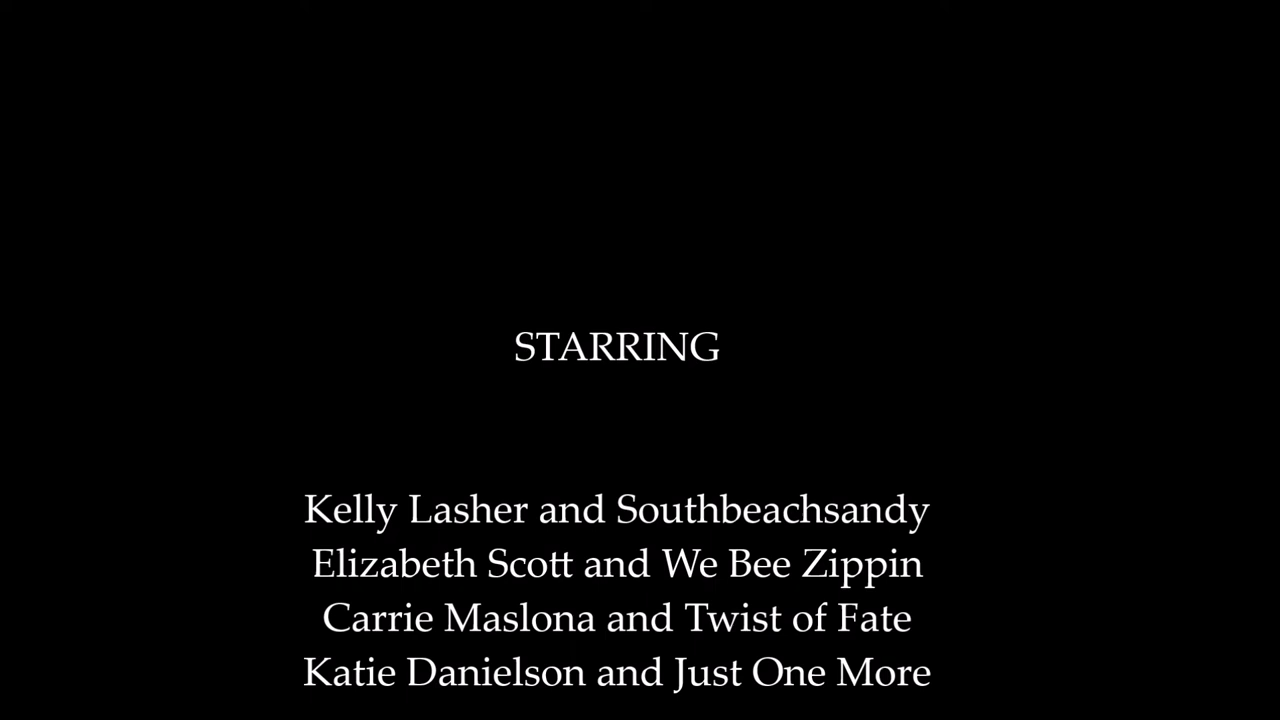 STARRING
Kelly Lasher and Southbeachsandy
Elizabeth Scott and We Bee Zippin
Carrie Maslona and Twist of Fate
Katie Danielson and Just One More